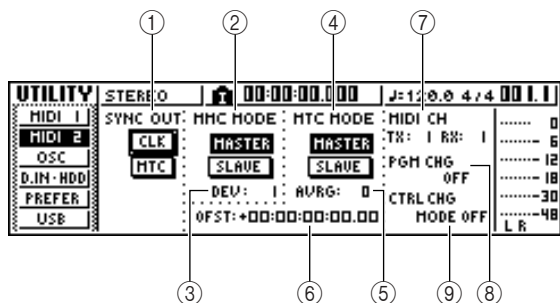 ① ② ④ ⑦
UTILITY STEREO 00:00:00.000 ♩=120.0 4/4 001.1
MIDI 1
MIDI 2
OSC
D.IN-HDD
PREFER
USB
SYNC OUT
CLK
MTC
MMC MODE
MASTER
SLAVE
DEV: 1
MTC MODE
MASTER
SLAVE
AVRG: 0
OFST:+00:00:00:00.00
MIDI CH
TX: 1 RX: 1
PGM CHG
OFF
CTRL CHG
MODE OFF
0
6
12
18
30
48
L R
③ ⑥ ⑤ ⑨ ⑧